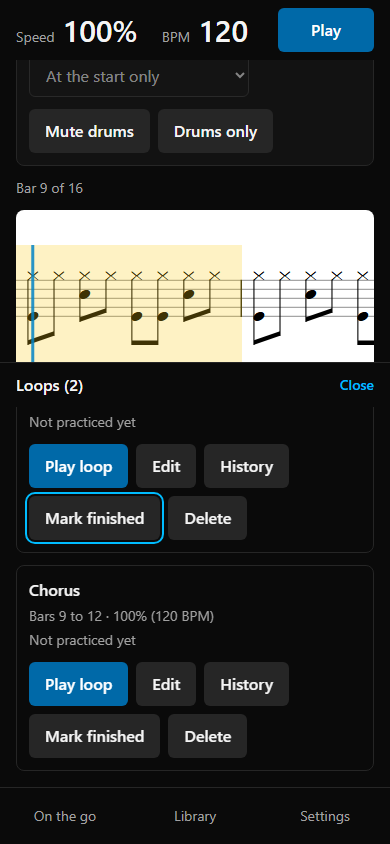 Speed 100% BPM 120 Play
At the start only
Mute drums Drums only
Bar 9 of 16
Loops (2) Close
Not practiced yet
Play loop Edit History
Mark finished Delete
Chorus
Bars 9 to 12 · 100% (120 BPM)
Not practiced yet
Play loop Edit History
Mark finished Delete
On the go Library Settings